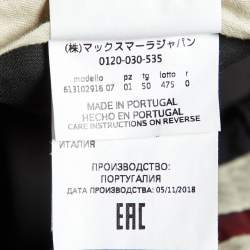 (株)マックスマーラジャパン
0120-030-535
modello pz tg lotto r
613102916 07 01 50 475 0
MADE IN PORTUGAL
HECHO EN PORTUGAL
CARE INSTRUCTIONS ON REVERSE
ИТАЛИЯ
ПРОИЗВОДСТВО:
ПОРТУГАЛИЯ
ДАТА ПРОИЗВОДСТВА: 05/11/2018
EAC